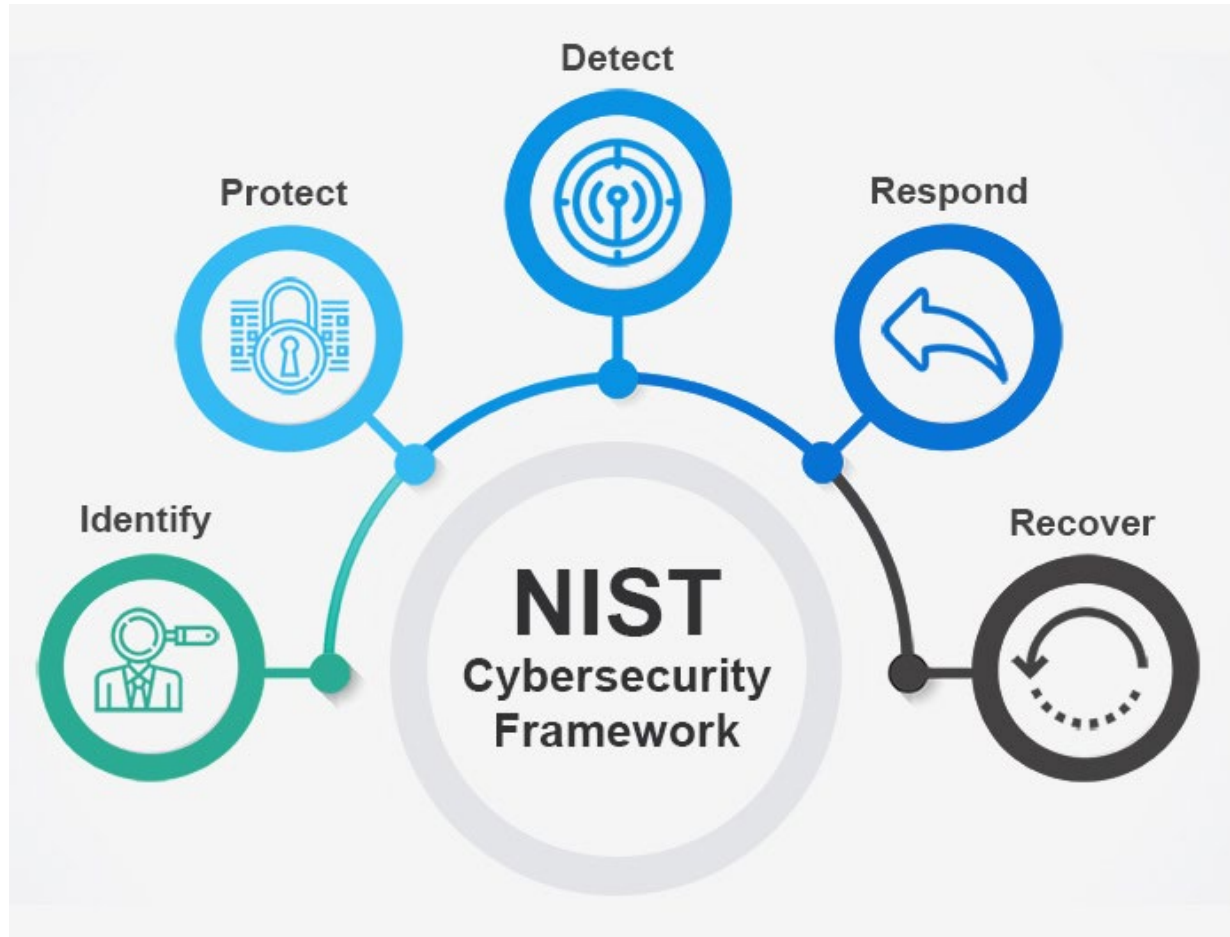 Detect
Protect
Respond
Identify
Recover
NIST
Cybersecurity
Framework